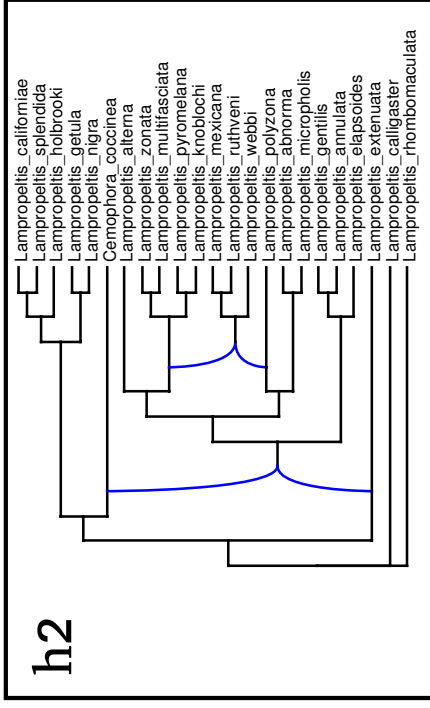 Lampropeltis_californiae
Lampropeltis_splendida
Lampropeltis_holbrooki
Lampropeltis_getula
Lampropeltis_nigra
Cemophora_coccinea
Lampropeltis_alterna
Lampropeltis_zonata
Lampropeltis_multifasciata
Lampropeltis_pyromelana
Lampropeltis_knoblochi
Lampropeltis_mexicana
Lampropeltis_ruthveni
Lampropeltis_webbi
Lampropeltis_polyzona
Lampropeltis_abnorma
Lampropeltis_micropholis
Lampropeltis_gentilis
Lampropeltis_annulata
Lampropeltis_elapsoides
Lampropeltis_extenuata
Lampropeltis_calligaster
Lampropeltis_rhombomaculata
h2